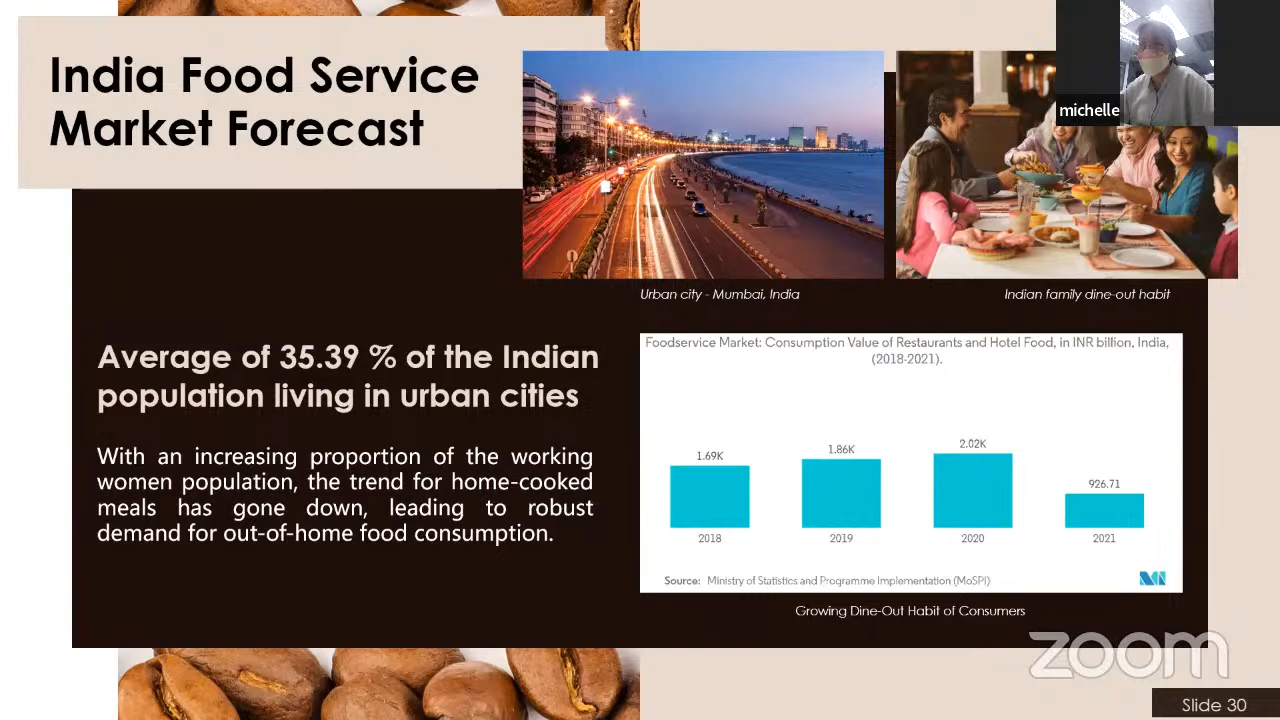 India Food Service
Market Forecast
michelle
Urban city - Mumbai, India
Indian family dine-out habit
Average of 35.39 % of the Indian
population living in urban cities
With an increasing proportion of the working
women population, the trend for home-cooked
meals has gone down, leading to robust
demand for out-of-home food consumption.
Foodservice Market: Consumption Value of Restaurants and Hotel Food, in INR billion, India,
(2018-2021).
1.69K
1.86K
2.02K
926.71
2018
2019
2020
2021
Source: Ministry of Statistics and Programme Implementation (MoSPI)
Growing Dine-Out Habit of Consumers
zoom
Slide 30